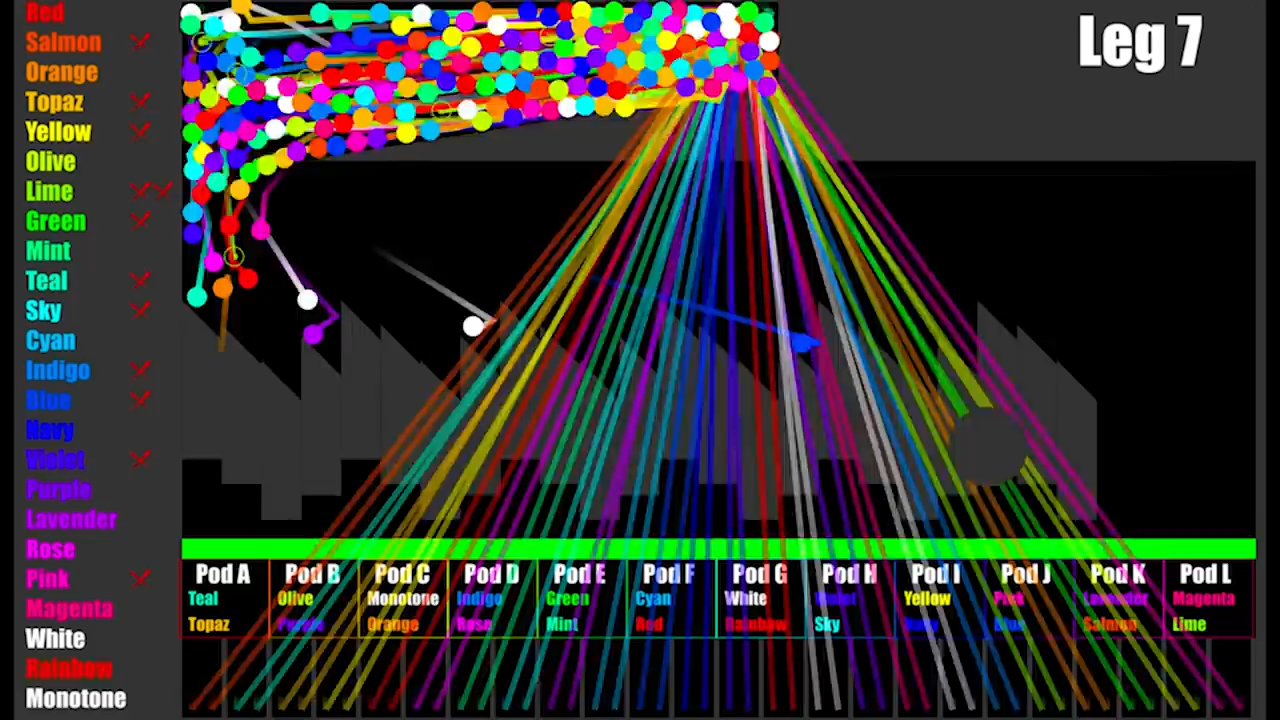 Leg 7
Red
Salmon
Orange
Topaz
Yellow
Olive
Lime
Green
Mint
Teal
Sky
Cyan
Indigo
Blue
Navy
Violet
Purple
Lavender
Rose
Pink
Magenta
White
Rainbow
Monotone
Pod A Pod B Pod C Pod D Pod E Pod F Pod G Pod H Pod I Pod J Pod K Pod L
Teal Olive Monotone Indigo Green Cyan White Violet Yellow Pink Lavender Magenta
Topaz Purple Orange Rose Mint Red Rainbow Sky Navy Blue Salmon Lime